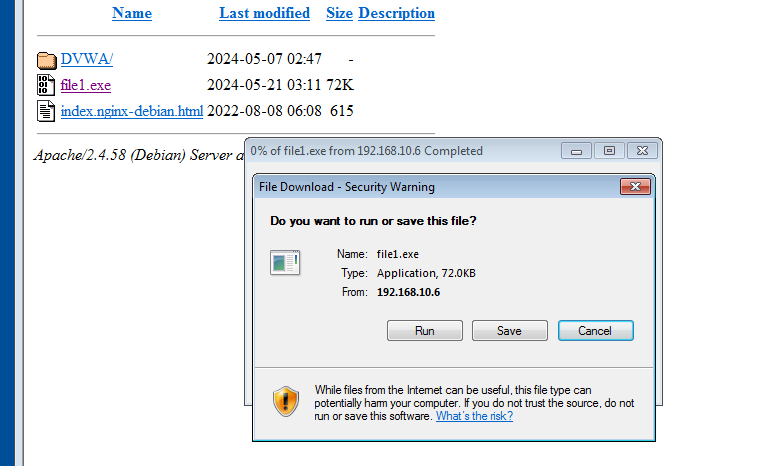 Name Last modified Size Description
DVWA/ 2024-05-07 02:47 -
file1.exe 2024-05-21 03:11 72K
index.nginx-debian.html 2022-08-08 06:08 615
Apache/2.4.58 (Debian) Server a
0% of file1.exe from 192.168.10.6 Completed
File Download - Security Warning
Do you want to run or save this file?
Name: file1.exe
Type: Application, 72.0KB
From: 192.168.10.6
Run Save Cancel
While files from the Internet can be useful, this file type can
potentially harm your computer. If you do not trust the source, do not
run or save this software. What's the risk?